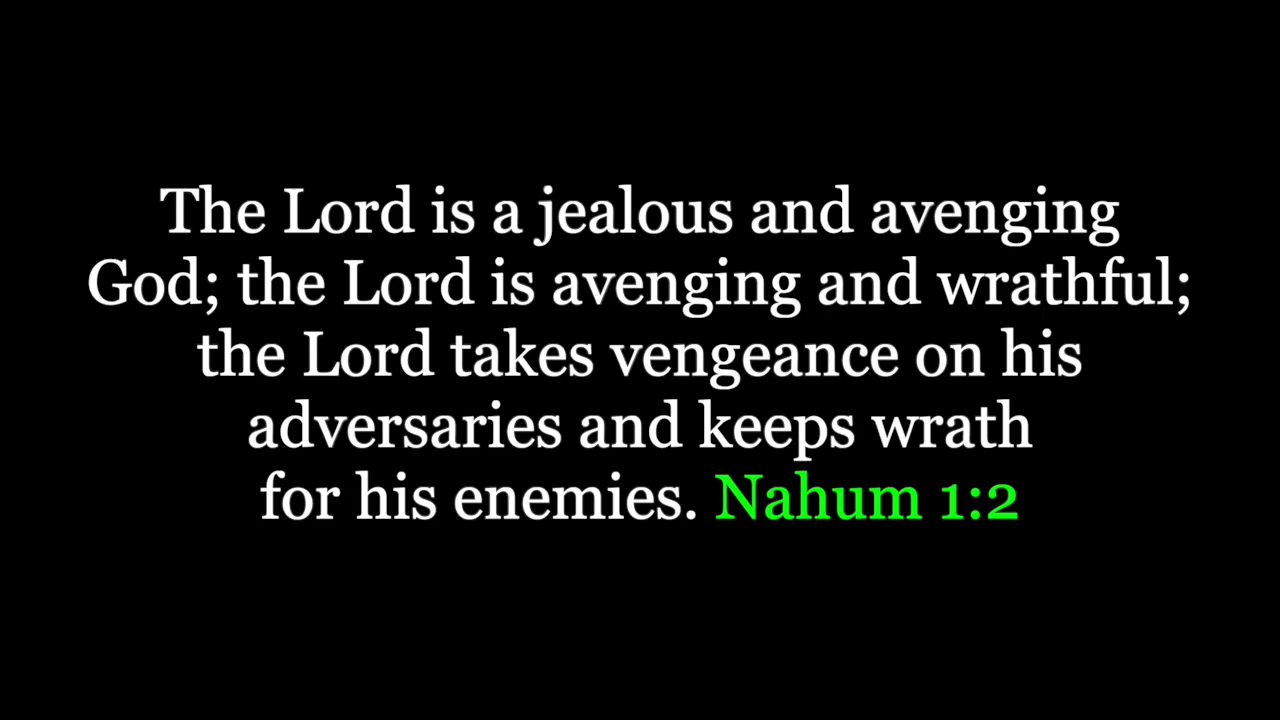 The Lord is a jealous and avenging
God; the Lord is avenging and wrathful;
the Lord takes vengeance on his
adversaries and keeps wrath
for his enemies. Nahum 1:2